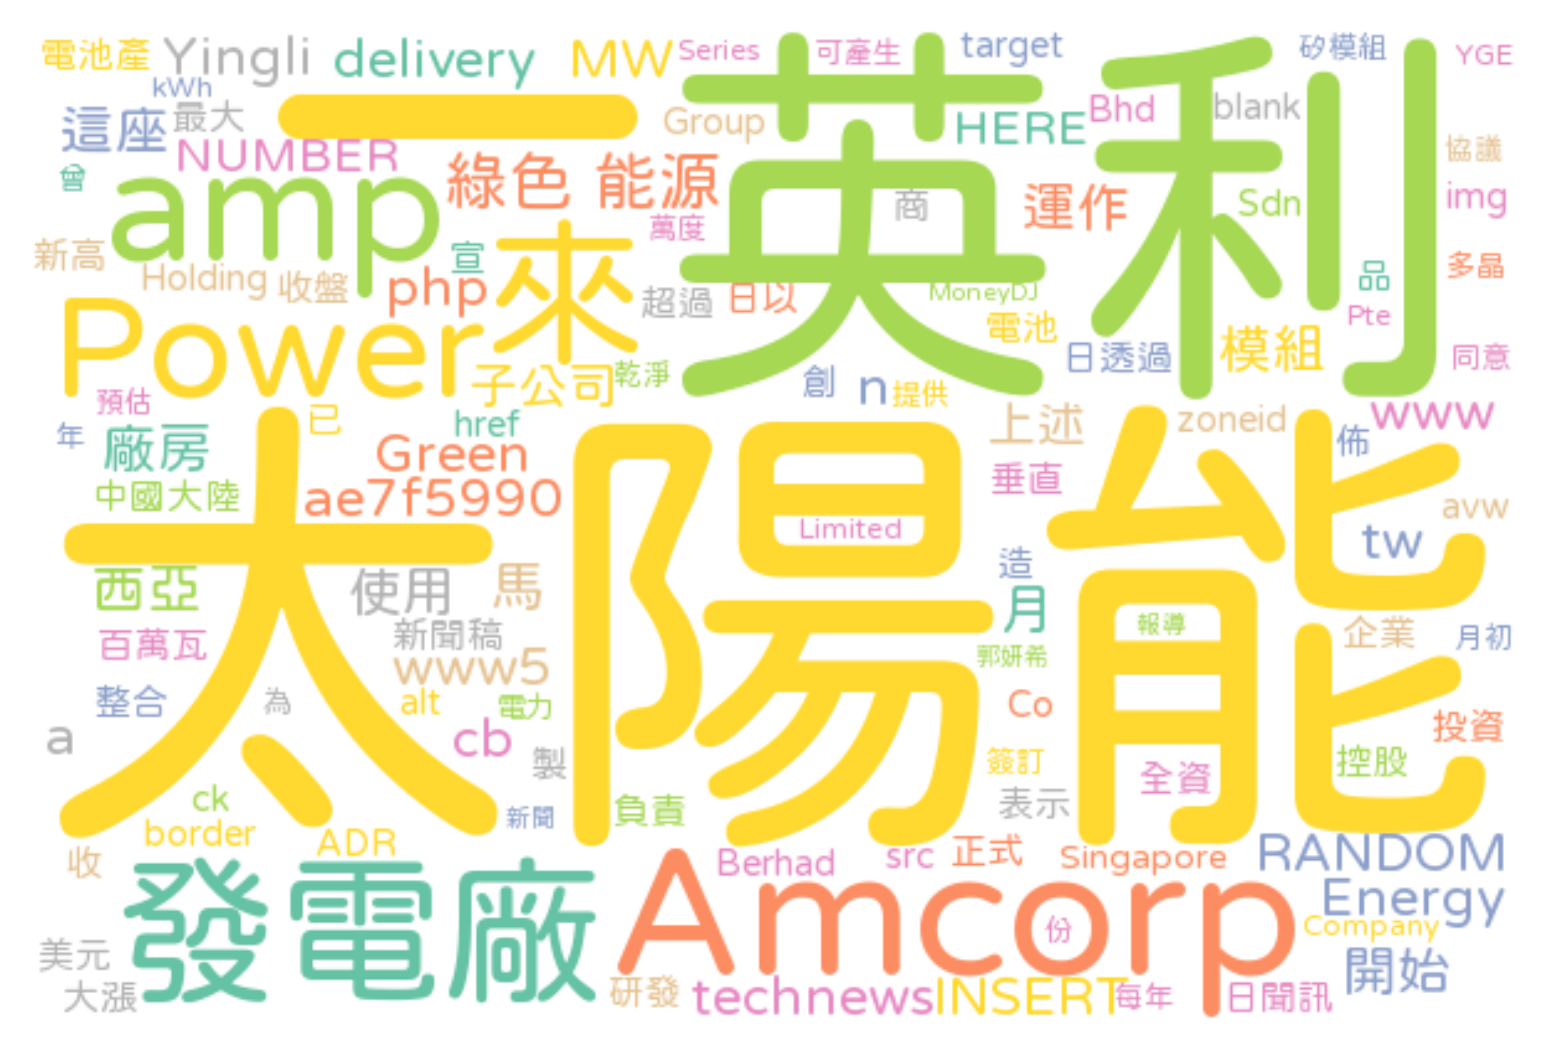 電池產 Yingli delivery MW Series 可產生 target 矽模組 YGE
kWh 一 英利
這座 最大 Group HERE Bhd blank
NUMBER 協議
曾 amp 綠色 能源 商 運作 Sdn img
萬度
新高 宣 來 品 多晶
Holding 收盤 php 超過 日以 MoneyDJ Pte
Power 電池 日透過 模組 同意
子公司 乾淨 創 n 提供
預估 已 href 上述 zoneid www
年 廠房 Green 佈
中國大陸 ae7f5990 垂直 avw
太陽能 Limited tw
西亞 使用 馬 造 月 報導 企業 月初
百萬瓦 新聞稿 郭妍希
www5
整合 為 alt 電力 Co 投資
a cb 製 簽訂 全資 控股
ck 新聞 負責 表示
border ADR
收 Berhad src 正式 Singapore RANDOM
發電廠 Amcorp Energy
份 Company
美元 開始
大漲 研發 technews INSERT 每年 日聞訊